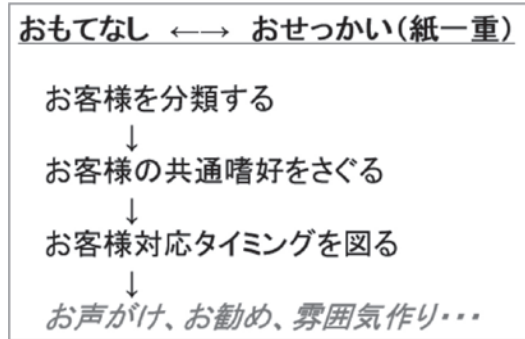 おもてなし ←→ おせっかい(紙一重)
お客様を分類する
↓
お客様の共通嗜好をさぐる
↓
お客様対応タイミングを図る
↓
お声がけ、お勧め、雰囲気作り・・・